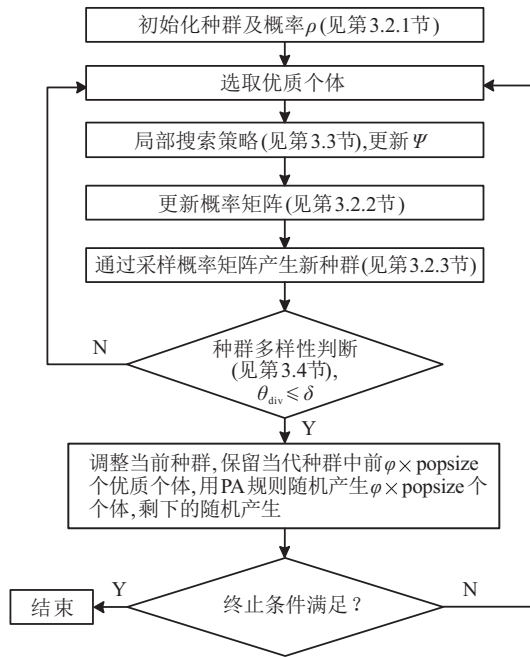 初始化种群及概率ρ(见第3.2.1节)
选取优质个体
局部搜索策略(见第3.3节),更新Ψ
更新概率矩阵(见第3.2.2节)
通过采样概率矩阵产生新种群(见第3.2.3节)
N
种群多样性判断
(见第3.4节),
θdiv≤δ
Y
调整当前种群,保留当代种群中前φ×popsize
个优质个体,用PA规则随机产生φ×popsize个
个体,剩下的随机产生
Y
N
结束
终止条件满足?